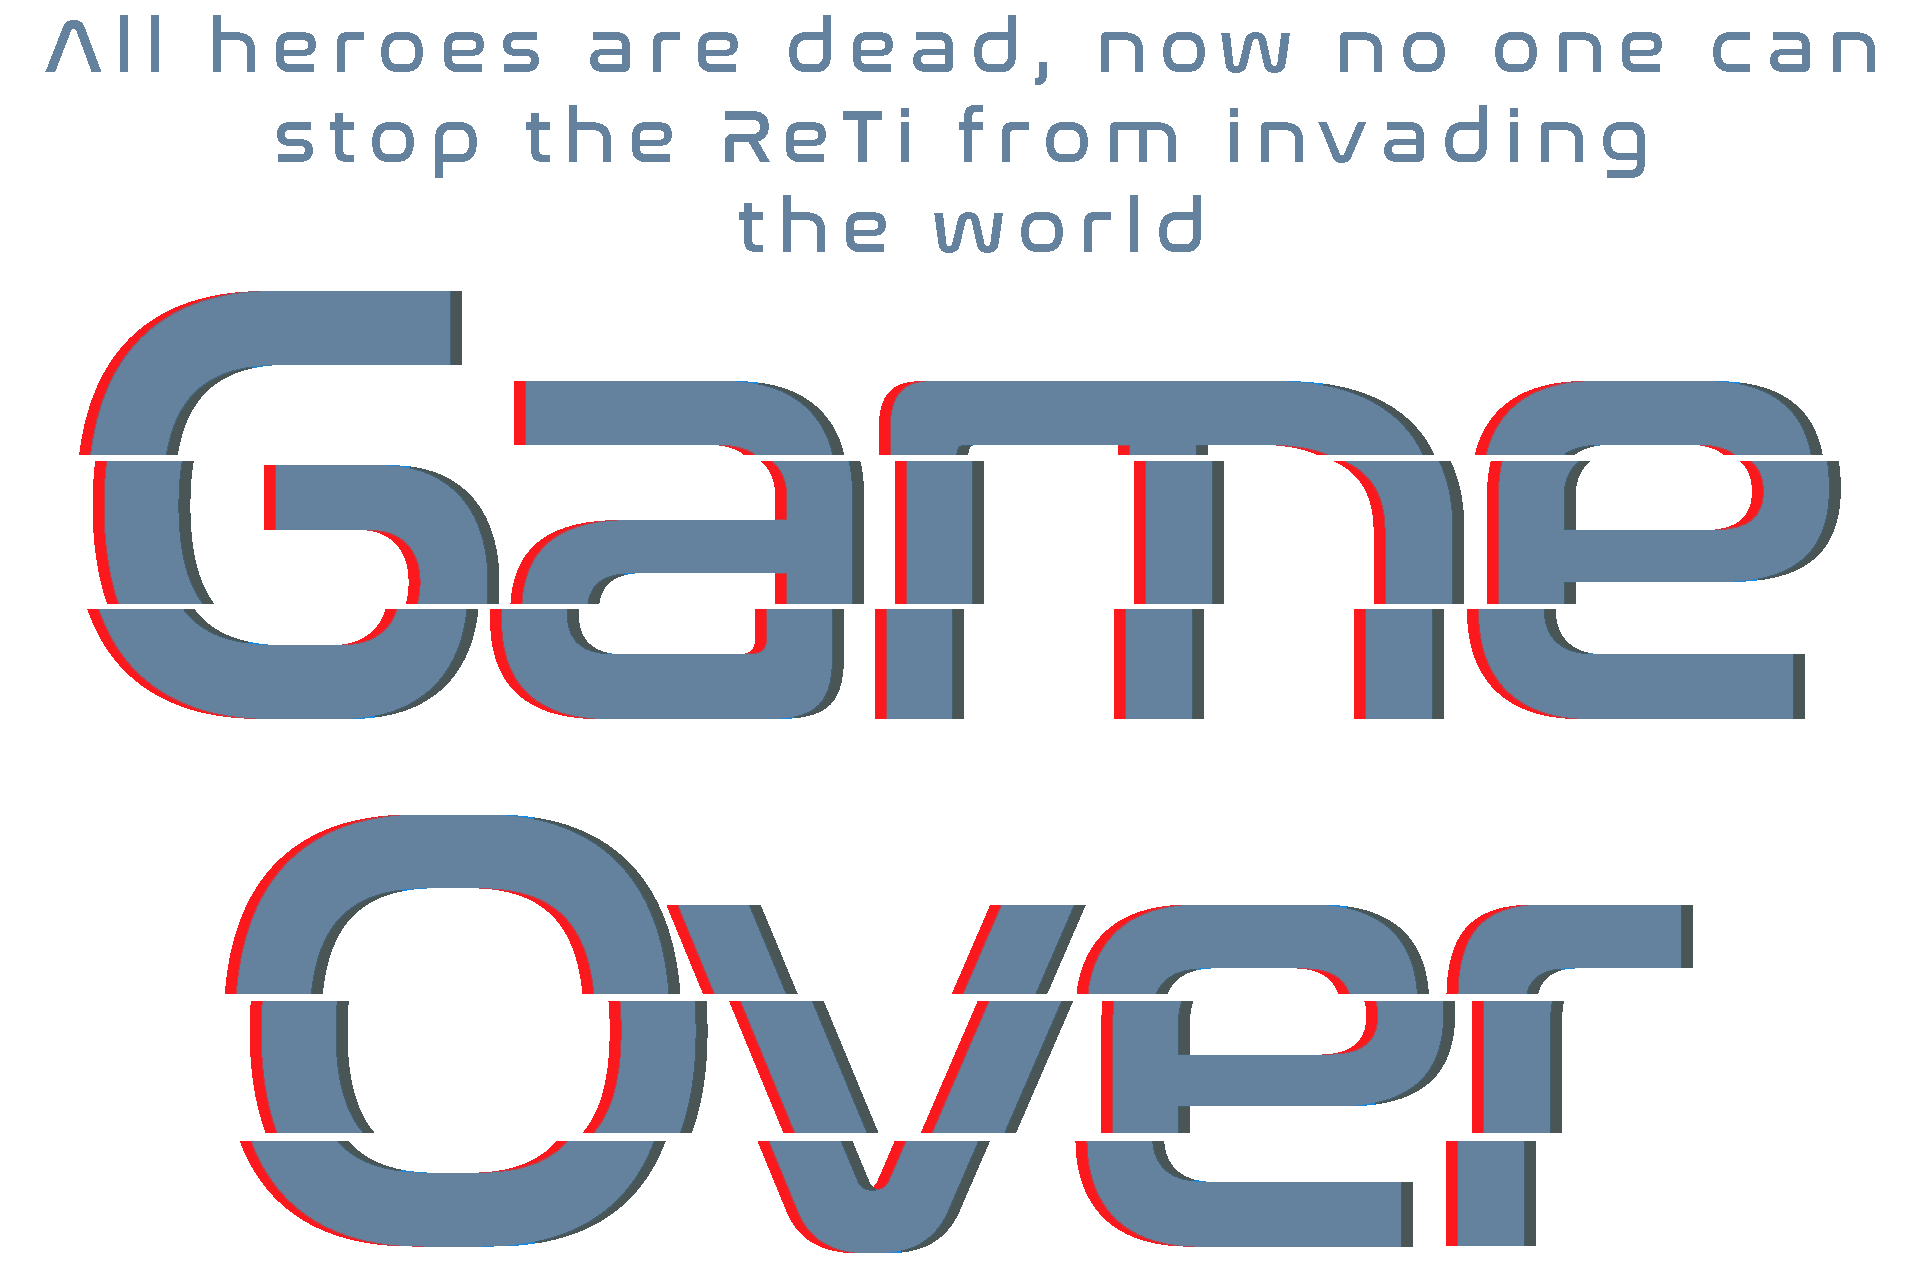 All heroes are dead, now no one can
stop the ReTi from invading
the world
Game
Over